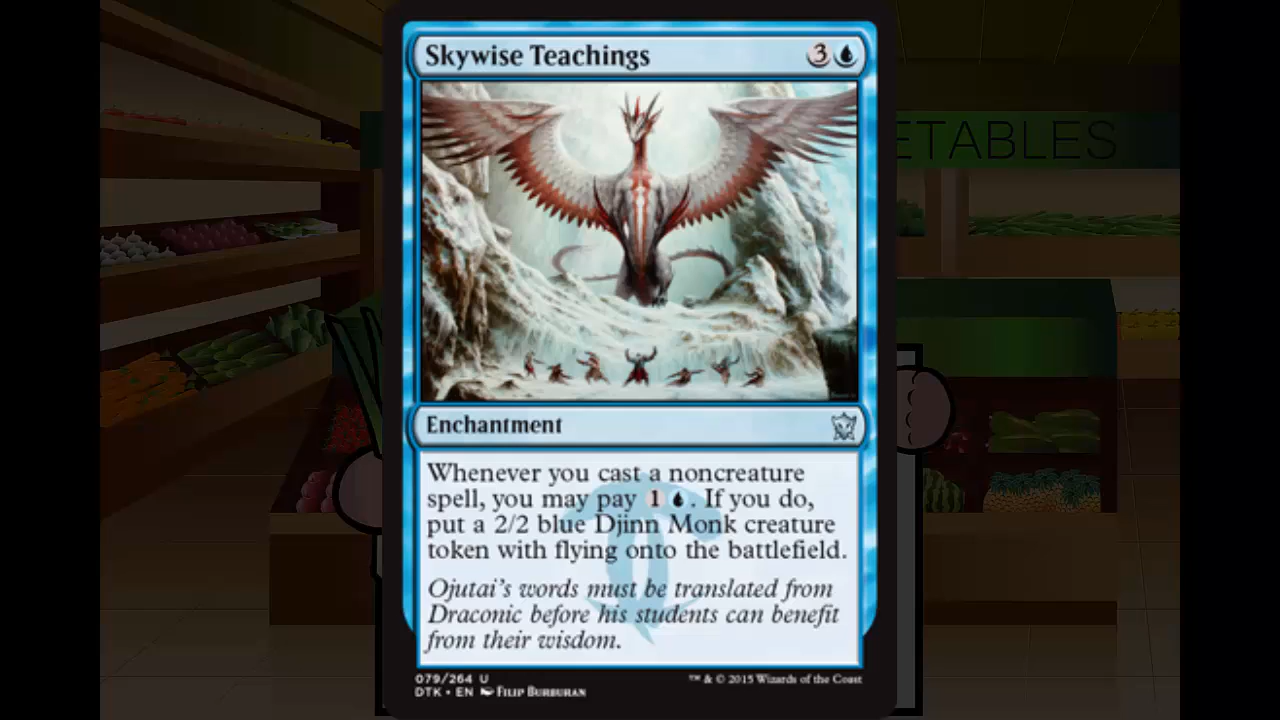 Skywise Teachings 3
ETABLES
Enchantment
Whenever you cast a noncreature
spell, you may pay 1 . If you do,
put a 2/2 blue Djinn Monk creature
token with flying onto the battlefield.
Ojutai's words must be translated from
Draconic before his students can benefit
from their wisdom.
079/264 U
DTK • EN Filip Burburan
™ & © 2015 Wizards of the Coast